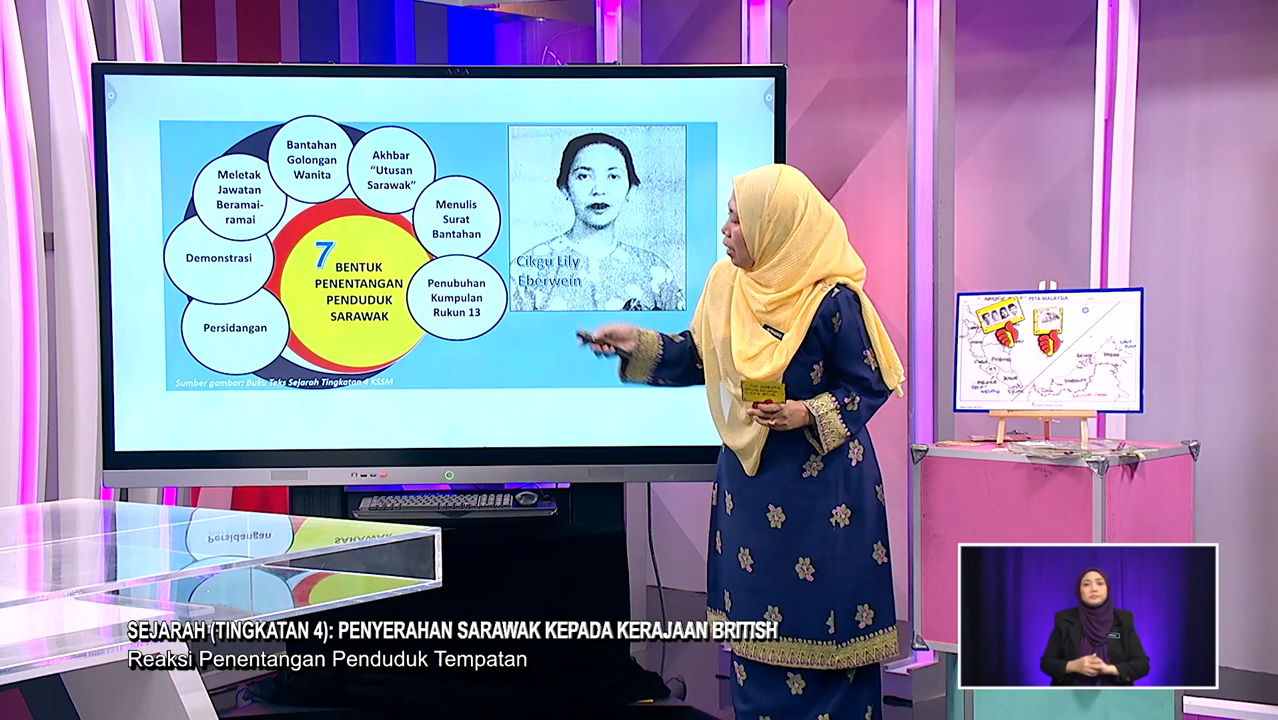 Bantahan
Golongan
Wanita
Akhbar
“Utusan
Sarawak”
Meletak
Jawatan
Beramai-
ramai
Menulis
Surat
Bantahan
Demonstrasi
7
BENTUK
PENENTANGAN
PENDUDUK
SARAWAK
Penubuhan
Kumpulan
Rukun 13
Persidangan
Cikgu Lily
Eberwein
Sumber gambar: Buku Teks Sejarah Tingkatan 4 KSSM
PETA MALAYSIA
Persidangan
SARAWAK
SEJARAH (TINGKATAN 4): PENYERAHAN SARAWAK KEPADA KERAJAAN BRITISH
Reaksi Penentangan Penduduk Tempatan